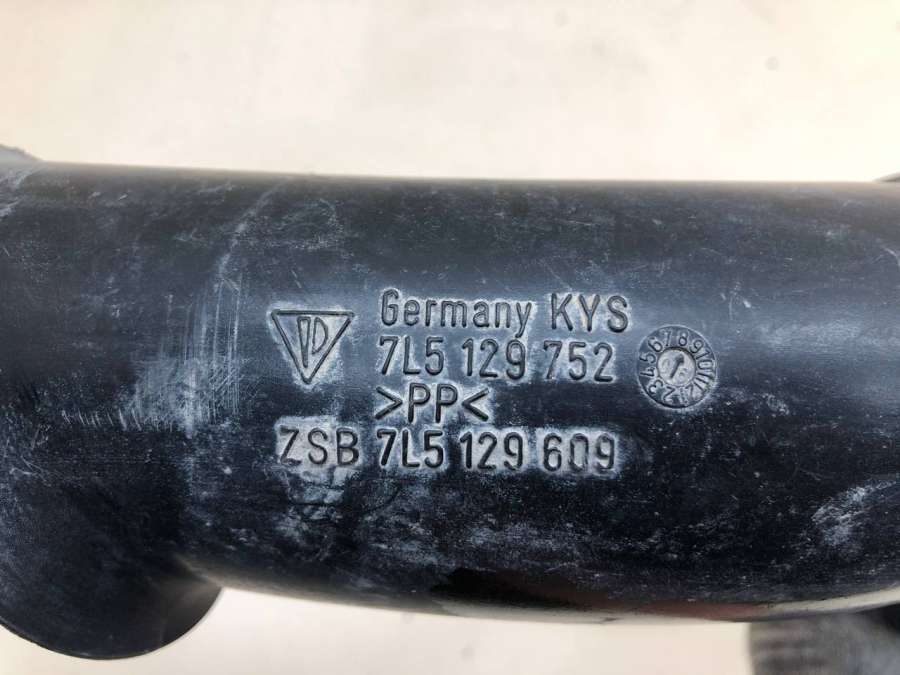 Germany KYS
7L5 129 752
>PP<
ZSB 7L5 129 609